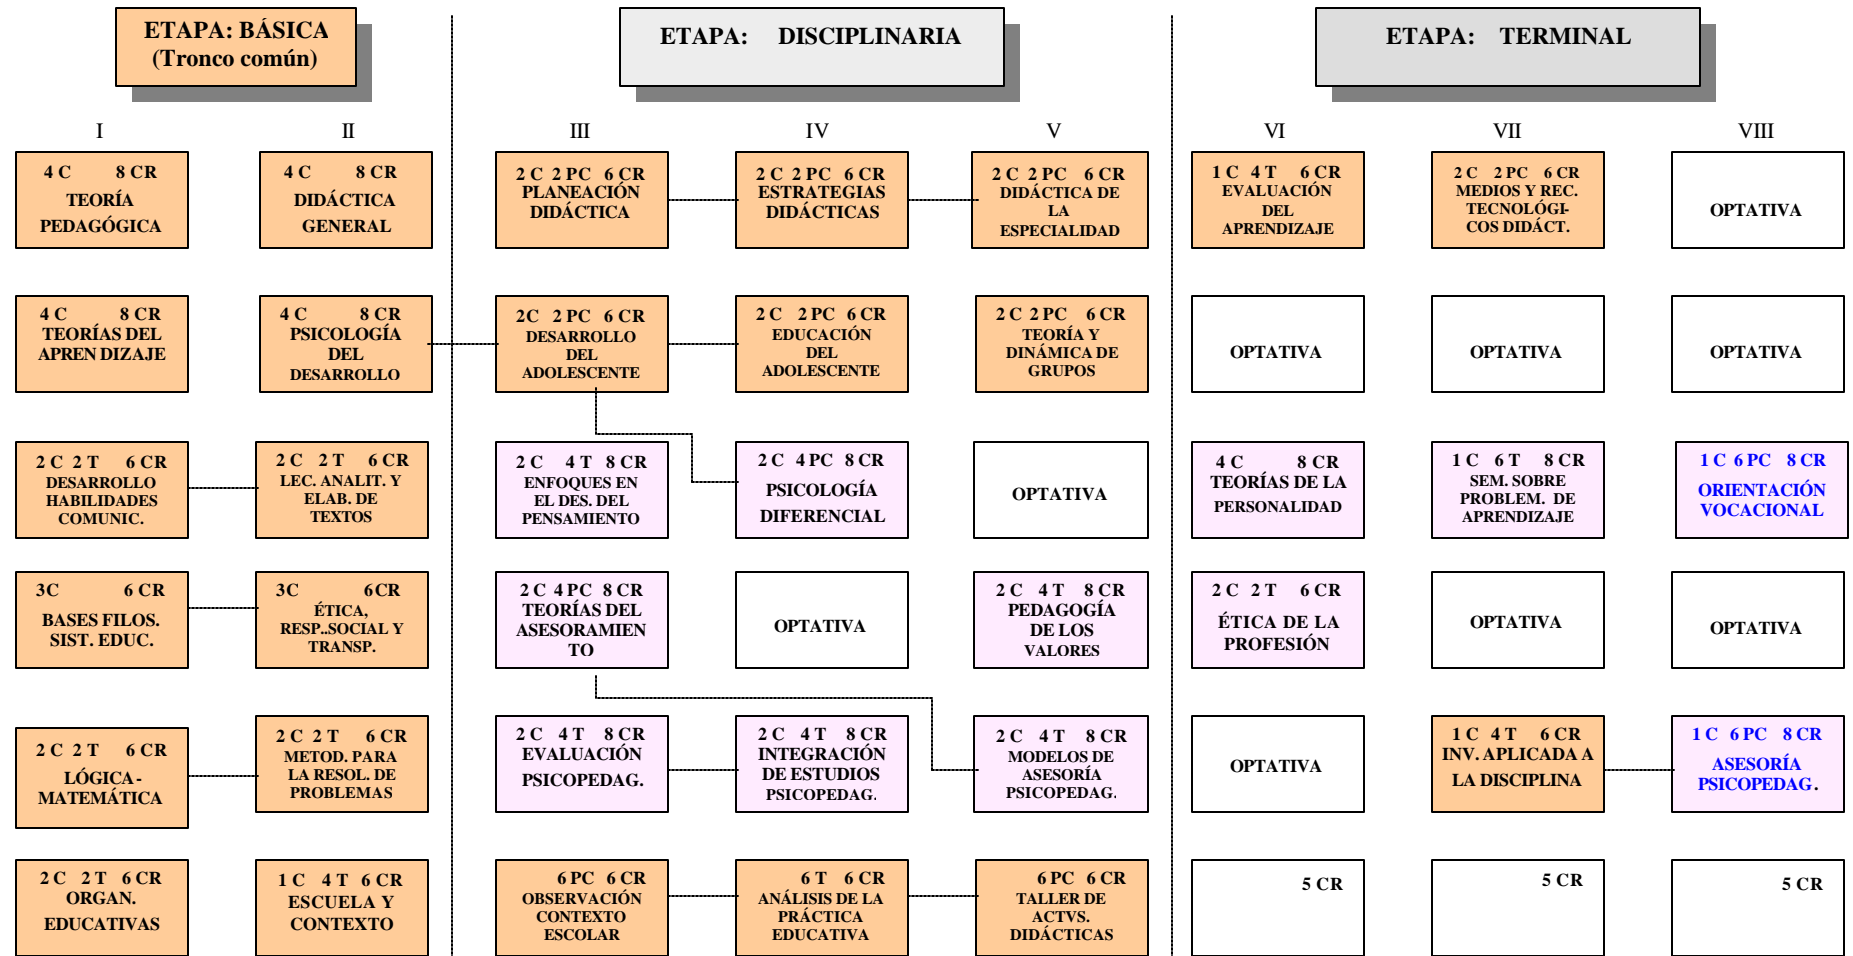 ETAPA: BÁSICA
(Tronco común)
ETAPA: DISCIPLINARIA
ETAPA: TERMINAL
I
II
III
IV
V
VI
VII
VIII
4 C 8 CR
TEORÍA
PEDAGÓGICA
4 C 8 CR
DIDÁCTICA
GENERAL
2 C 2 PC 6 CR
PLANEACIÓN
DIDÁCTICA
2 C 2 PC 6 CR
ESTRATEGIAS
DIDÁCTICAS
2 C 2 PC 6 CR
DIDÁCTICA DE
LA
ESPECIALIDAD
1 C 4 T 6 CR
EVALUACIÓN
DEL
APRENDIZAJE
2 C 2 PC 6 CR
MEDIOS Y REC.
TECNOLÓGI-
COS DIDÁCT.
OPTATIVA
4 C 8 CR
TEORÍAS DEL
APREN DIZAJE
4 C 8 CR
PSICOLOGÍA
DEL
DESARROLLO
2C 2 PC 6 CR
DESARROLLO
DEL
ADOLESCENTE
2 C 2 PC 6 CR
EDUCACIÓN
DEL
ADOLESCENTE
2 C 2 PC 6 CR
TEORÍA Y
DINÁMICA DE
GRUPOS
OPTATIVA
OPTATIVA
OPTATIVA
2 C 2 T 6 CR
DESARROLLO
HABILIDADES
COMUNIC.
2 C 2 T 6 CR
LEC. ANALIT. Y
ELAB. DE
TEXTOS
2 C 4 T 8 CR
ENFOQUES EN
EL DES. DEL
PENSAMIENTO
2 C 4 PC 8 CR
PSICOLOGÍA
DIFERENCIAL
OPTATIVA
4 C 8 CR
TEORÍAS DE LA
PERSONALIDAD
1 C 6 T 8 CR
SEM. SOBRE
PROBLEM. DE
APRENDIZAJE
1 C 6 PC 8 CR
ORIENTACIÓN
VOCACIONAL
3C 6 CR
BASES FILOS.
SIST. EDUC.
3C 6CR
ÉTICA,
RESP..SOCIAL Y
TRANSP.
2 C 4 PC 8 CR
TEORÍAS DEL
ASESORAMIEN
TO
OPTATIVA
2 C 4 T 8 CR
PEDAGOGÍA
DE LOS
VALORES
2 C 2 T 6 CR
ÉTICA DE LA
PROFESIÓN
OPTATIVA
OPTATIVA
2 C 2 T 6 CR
LÓGICA-
MATEMÁTICA
2 C 2 T 6 CR
METOD. PARA
LA RESOL. DE
PROBLEMAS
2 C 4 T 8 CR
EVALUACIÓN
PSICOPEDAG.
2 C 4 T 8 CR
INTEGRACIÓN
DE ESTUDIOS
PSICOPEDAG.
2 C 4 T 8 CR
MODELOS DE
ASESORÍA
PSICOPEDAG.
OPTATIVA
1 C 4 T 6 CR
INV. APLICADA A
LA DISCIPLINA
1 C 6 PC 8 CR
ASESORÍA
PSICOPEDAG.
2 C 2 T 6 CR
ORGAN.
EDUCATIVAS
1 C 4 T 6 CR
ESCUELA Y
CONTEXTO
6 PC 6 CR
OBSERVACIÓN
CONTEXTO
ESCOLAR
6 T 6 CR
ANÁLISIS DE LA
PRÁCTICA
EDUCATIVA
6 PC 6 CR
TALLER DE
ACTVS.
DIDÁCTICAS
5 CR
5 CR
5 CR